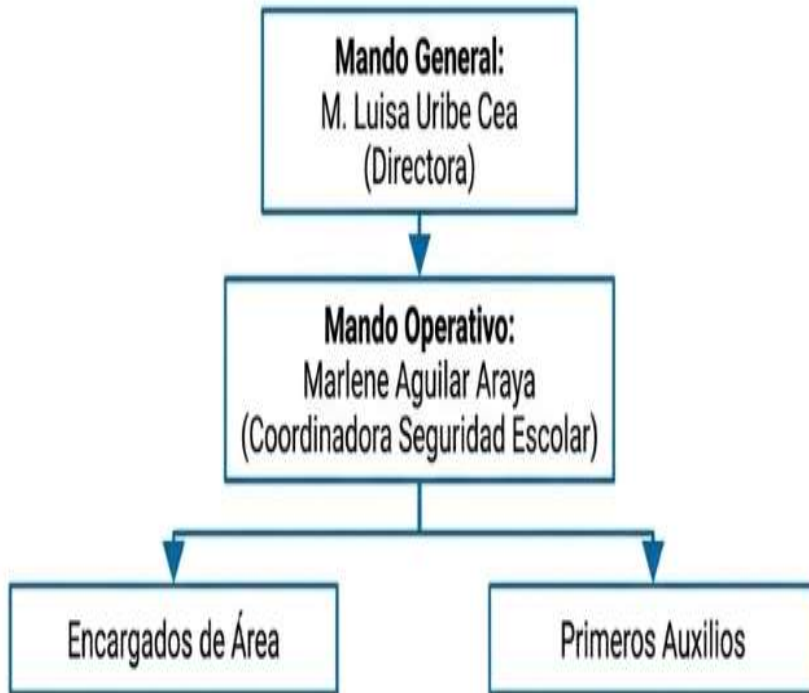 Mando General:
M. Luisa Uribe Cea
(Directora)
Mando Operativo:
Marlene Aguilar Araya
(Coordinadora Seguridad Escolar)
Encargados de Área
Primeros Auxilios